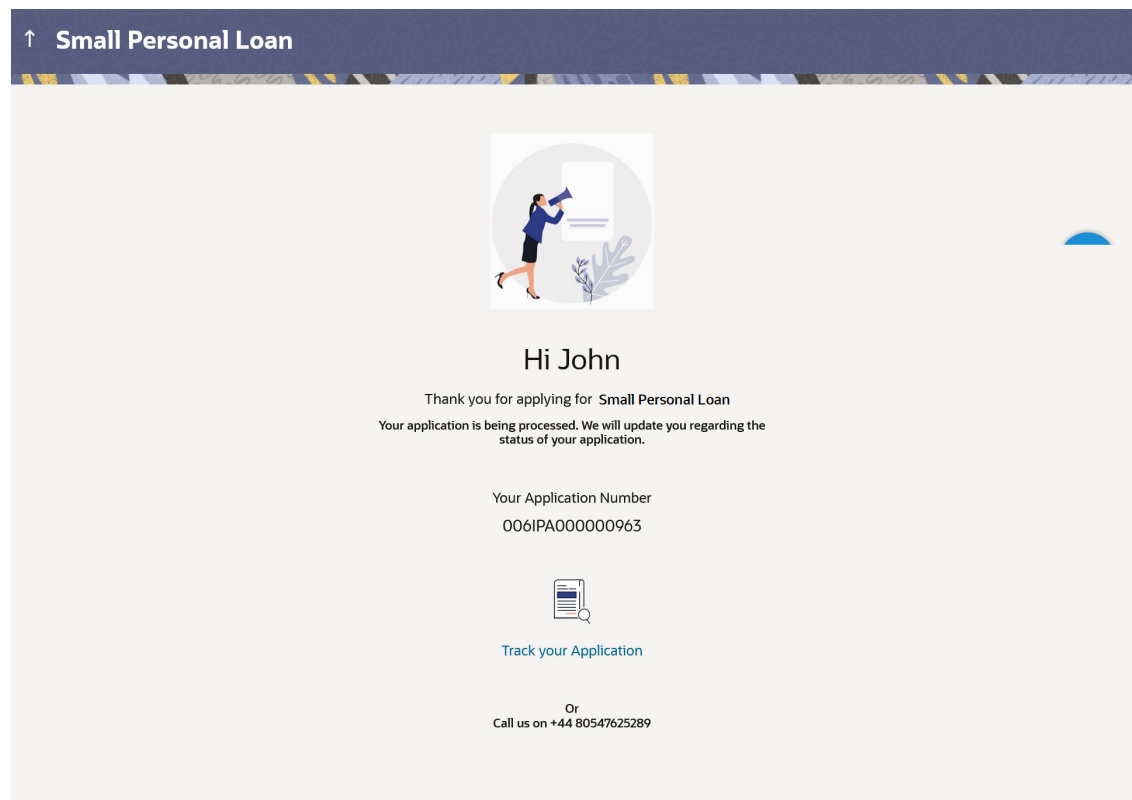 ↑ Small Personal Loan
Hi John
Thank you for applying for Small Personal Loan
Your application is being processed. We will update you regarding the
status of your application.
Your Application Number
006IPA000000963
Track your Application
Or
Call us on +44 80547625289